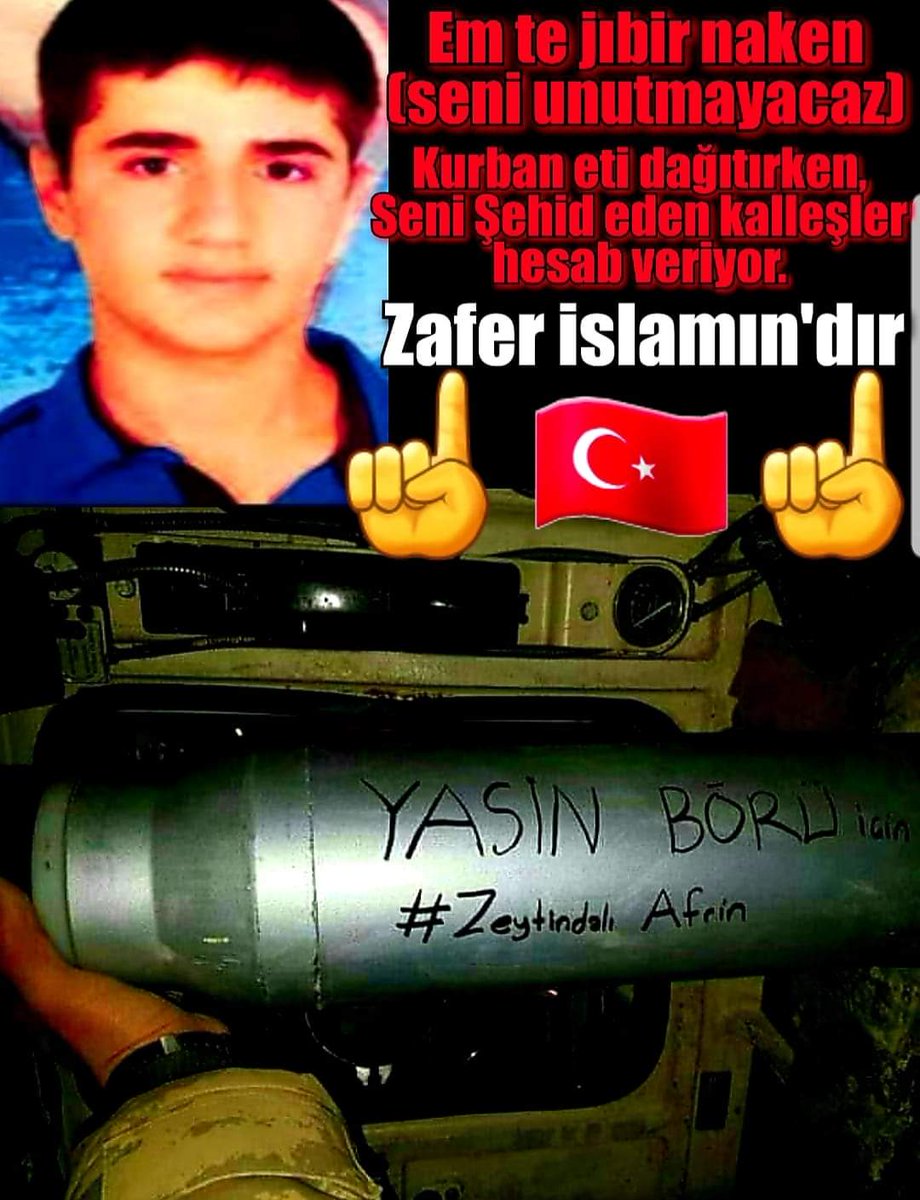 Em te jıbir naken
(seni unutmayacaz)
Kurban eti dağıtırken,
Seni Şehid eden kalleşler
hesab veriyor.
Zafer islamın'dır
YASİN BÖRÜ için
#Zeytindalı Afrin